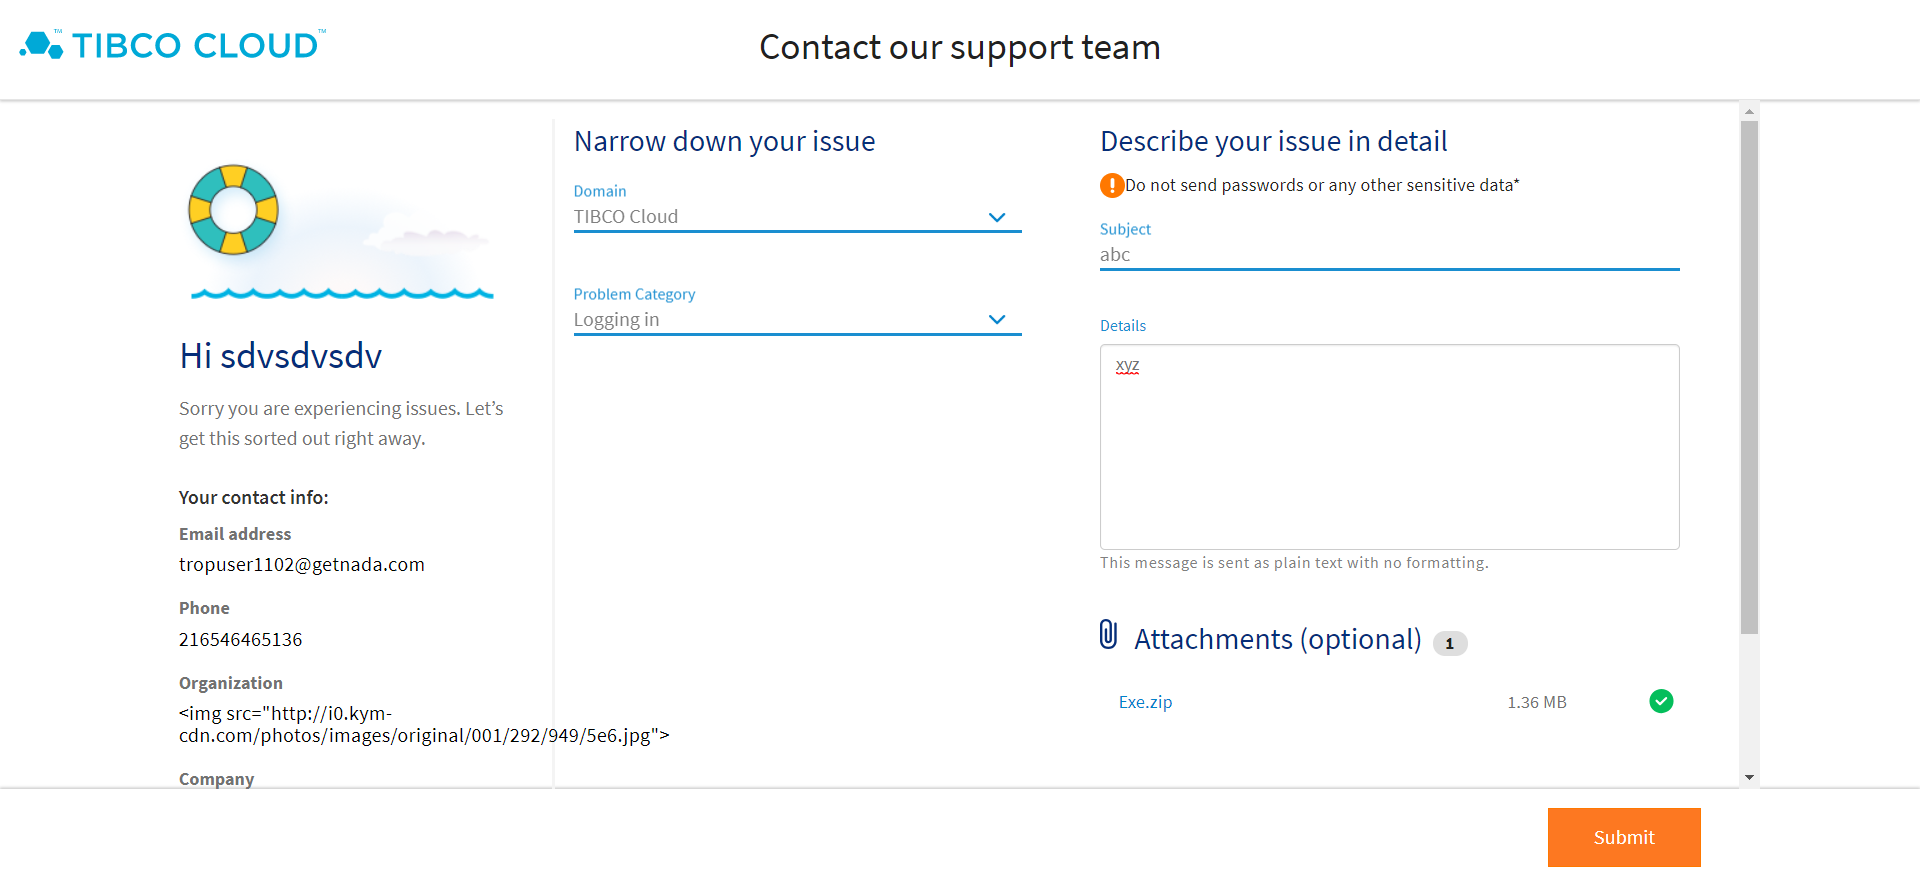 TIBCO CLOUD™
Contact our support team
Hi sdvsdvsdv
Sorry you are experiencing issues. Let’s
get this sorted out right away.
Your contact info:
Email address
tropuser1102@getnada.com
Phone
216546465136
Organization
<img src="http://i0.kym-
cdn.com/photos/images/original/001/292/949/5e6.jpg">
Company
Narrow down your issue
Domain
TIBCO Cloud
Problem Category
Logging in
Describe your issue in detail
Do not send passwords or any other sensitive data*
Subject
abc
Details
xyz
This message is sent as plain text with no formatting.
Attachments (optional) 1
Exe.zip 1.36 MB
Submit